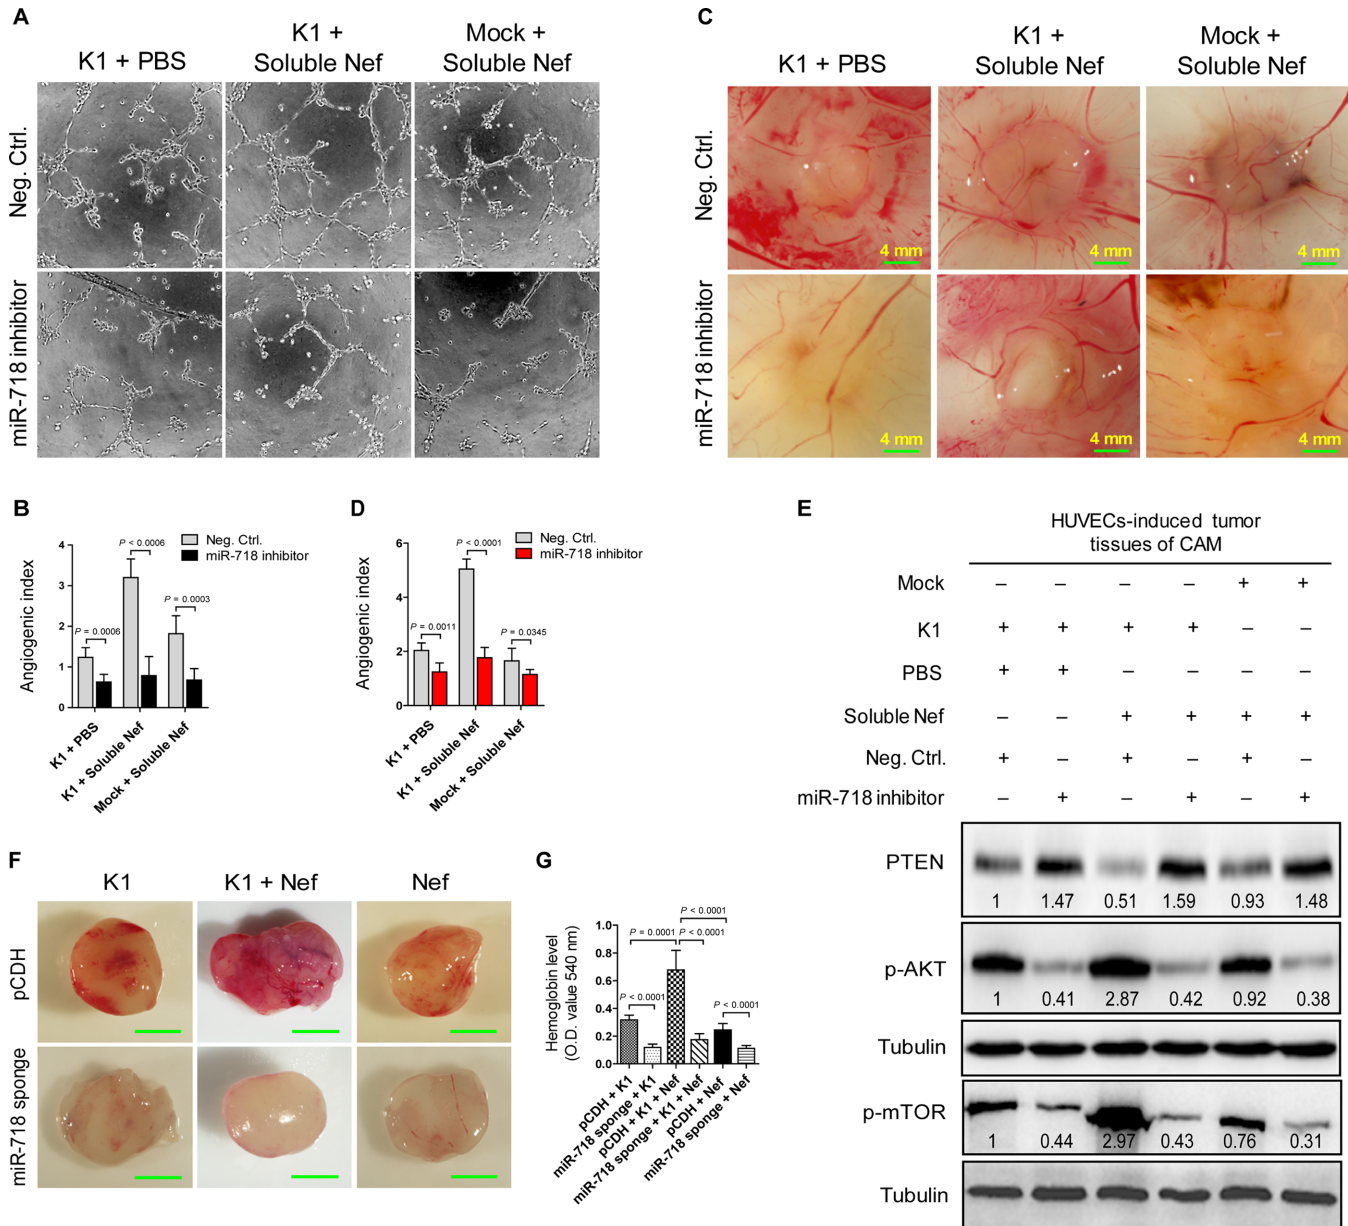 A
K1 + PBS
K1 +
Soluble Nef
Mock +
Soluble Nef
Neg. Ctrl.
miR-718 inhibitor
C
K1 + PBS
K1 +
Soluble Nef
Mock +
Soluble Nef
Neg. Ctrl.
4 mm
4 mm
4 mm
miR-718 inhibitor
4 mm
4 mm
4 mm
B
Neg. Ctrl.
miR-718 inhibitor
Angiogenic index
4
3
2
1
0
P = 0.0006
P < 0.0006
P = 0.0003
K1 + PBS
K1 + Soluble Nef
Mock + Soluble Nef
D
Neg. Ctrl.
miR-718 inhibitor
Angiogenic index
6
4
2
0
P = 0.0011
P < 0.0001
P = 0.0345
K1 + PBS
K1 + Soluble Nef
Mock + Soluble Nef
E
HUVECs-induced tumor
tissues of CAM
Mock – – – – + +
K1 + + + + – –
PBS + + – – – –
Soluble Nef – – + + + +
Neg. Ctrl. + – + – + –
miR-718 inhibitor – + – + – +
PTEN
1 1.47 0.51 1.59 0.93 1.48
p-AKT
1 0.41 2.87 0.42 0.92 0.38
Tubulin
p-mTOR
1 0.44 2.97 0.43 0.76 0.31
Tubulin
F
K1
K1 + Nef
Nef
pCDH
miR-718 sponge
G
Hemoglobin level
(O.D. value 540 nm)
1.0
0.8
0.6
0.4
0.2
0.0
P < 0.0001
P = 0.0001
P < 0.0001
P < 0.0001
P < 0.0001
pCDH + K1
miR-718 sponge + K1
pCDH + K1 + Nef
miR-718 sponge + K1 + Nef
pCDH + Nef
miR-718 sponge + Nef